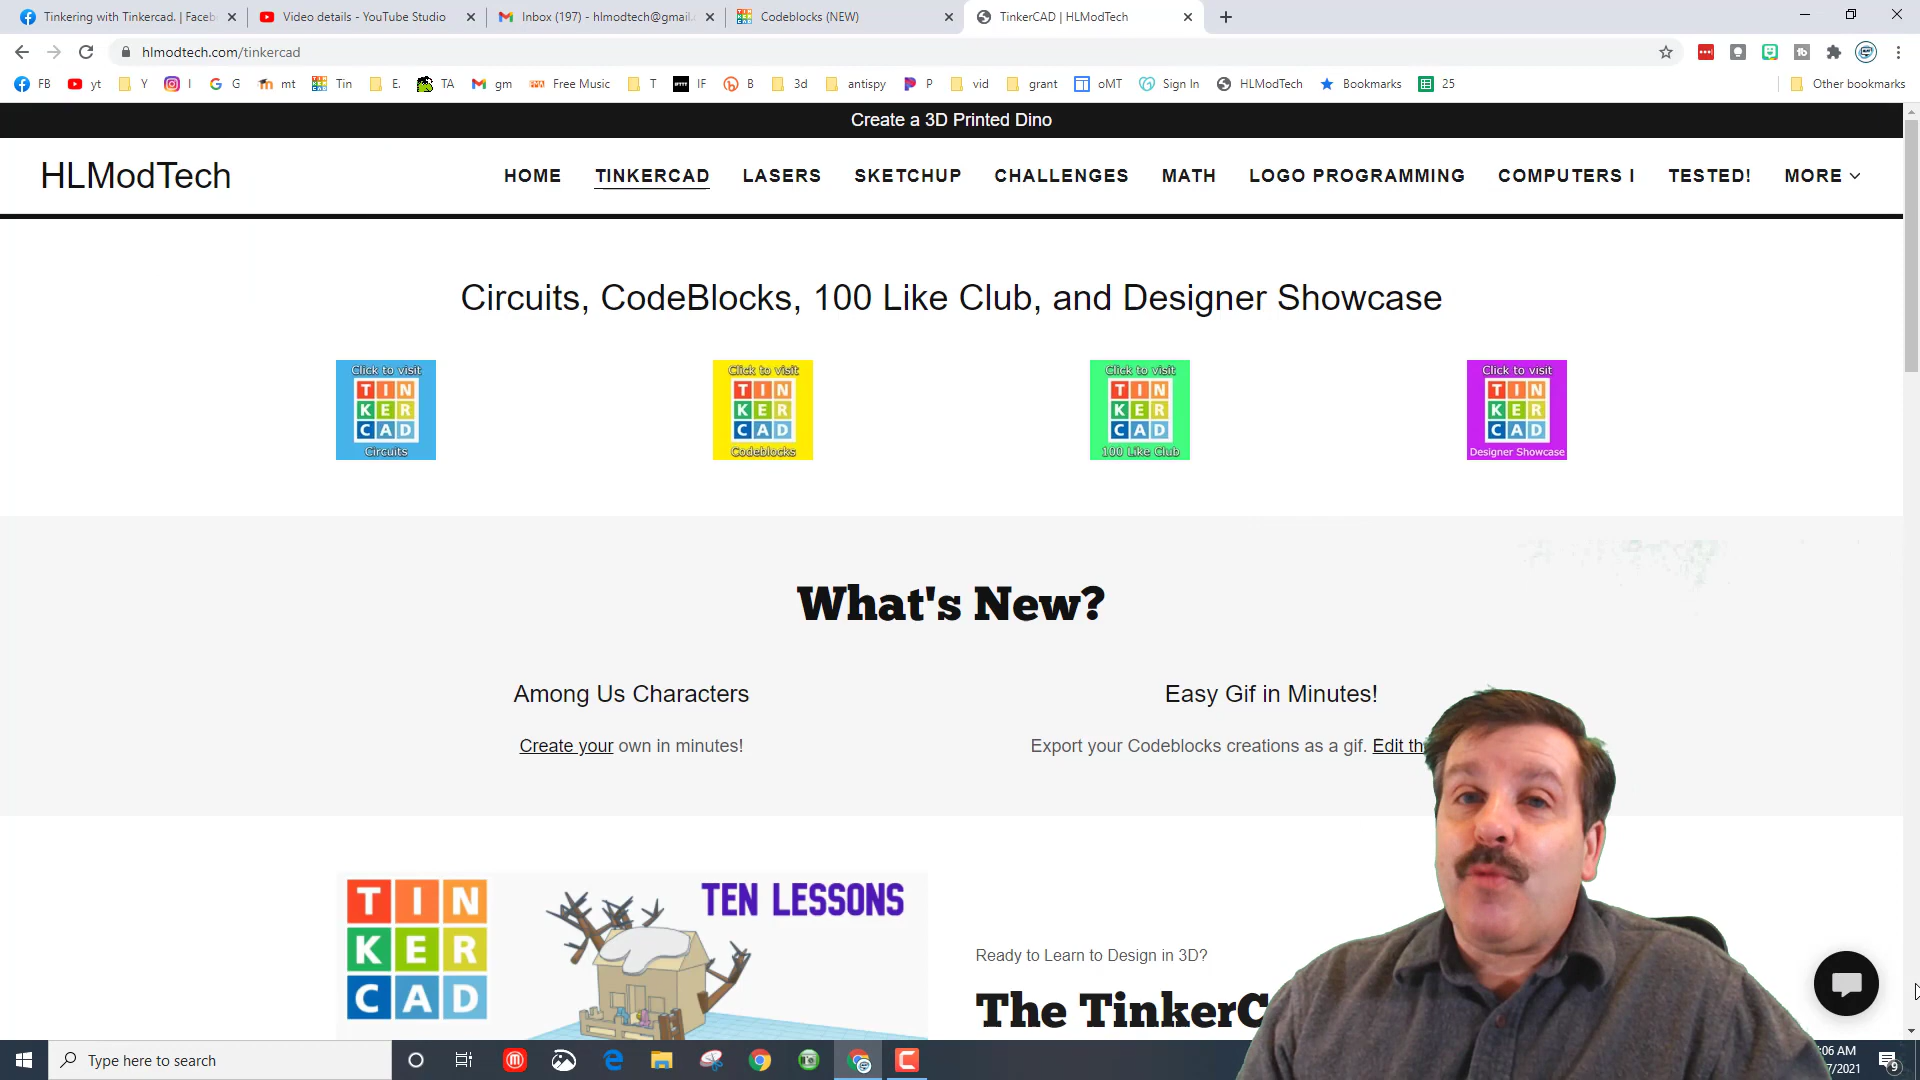 Tinkering with Tinkercad. | Faceb
Video details - YouTube Studio
Inbox (197) - hlmodtech@gmail.c
Codeblocks (NEW)
TinkerCAD | HLModTech
hlmodtech.com/tinkercad
FB yt Y I G mt Tin E. TA gm Free Music T IF B 3d antispy P vid grant oMT Sign In HLModTech Bookmarks 25 Other bookmarks
Create a 3D Printed Dino
HLModTech
HOME TINKERCAD LASERS SKETCHUP CHALLENGES MATH LOGO PROGRAMMING COMPUTERS I TESTED! MORE
Circuits, CodeBlocks, 100 Like Club, and Designer Showcase
Click to visit
TIN
KER
CAD
Circuits
Click to visit
TIN
KER
CAD
Codeblocks
Click to visit
TIN
KER
CAD
100 Like Club
Click to visit
TIN
KER
CAD
Designer Showcase
What's New?
Among Us Characters
Create your own in minutes!
Easy Gif in Minutes!
Export your Codeblocks creations as a gif. Edit th
TIN
KER
CAD
TEN LESSONS
Ready to Learn to Design in 3D?
The TinkerC
Type here to search
:06 AM
7/2021
9